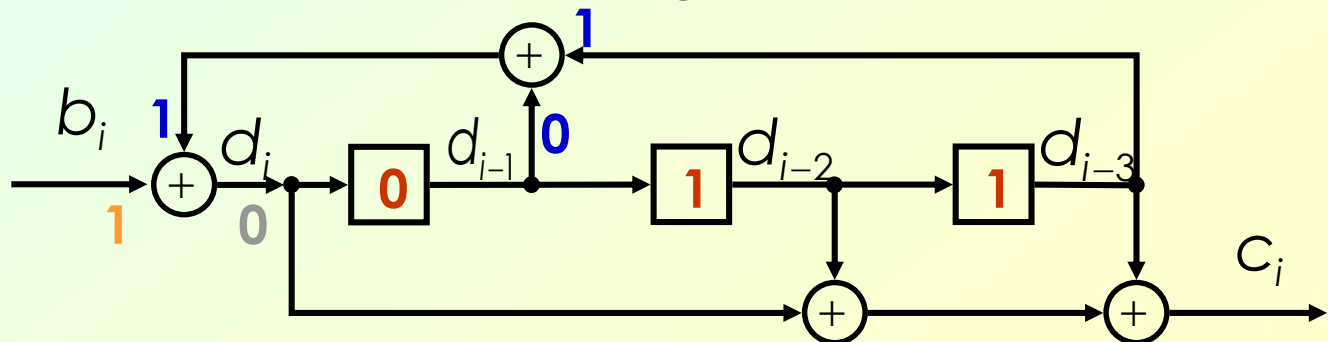 + 1
b_i 1 d_i d_{i-1} 0 d_{i-2} d_{i-3}
+ 0 1 1
1 0
c_i
+ +